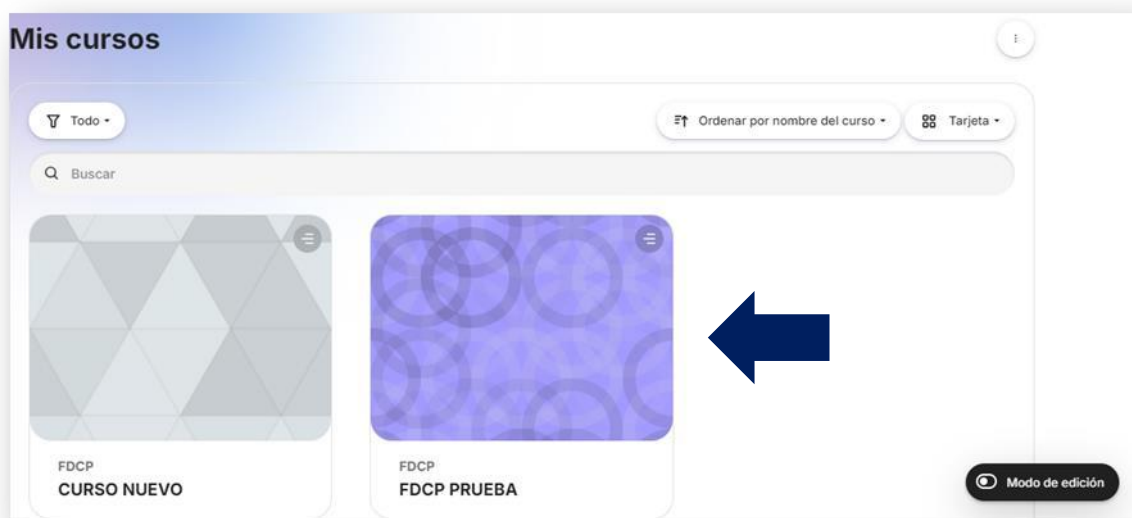 Mis cursos
Todo
Ordenar por nombre del curso
Tarjeta
Buscar
FDCP
CURSO NUEVO
FDCP
FDCP PRUEBA
Modo de edición